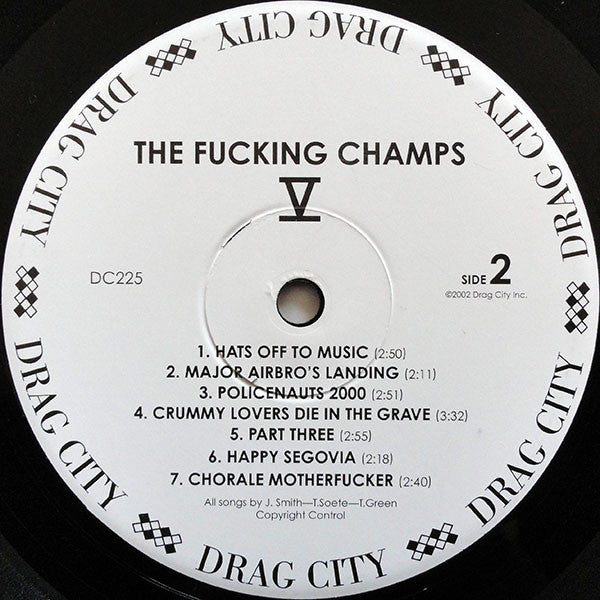 THE FUCKING CHAMPS
V
DC225
SIDE 2
©2002 Drag City Inc.
1. HATS OFF TO MUSIC (2:50)
2. MAJOR AIRBRO'S LANDING (2:11)
3. POLICENAUTS 2000 (2:51)
4. CRUMMY LOVERS DIE IN THE GRAVE (3:32)
5. PART THREE (2:55)
6. HAPPY SEGOVIA (2:18)
7. CHORALE MOTHERFUCKER (2:40)
All songs by J. Smith—T.Soete—T.Green
Copyright Control
DRAG CITY
DRAG CITY
DRAG CITY
DRAG CITY
DRAG CITY
DRAG CITY
DRAG CITY